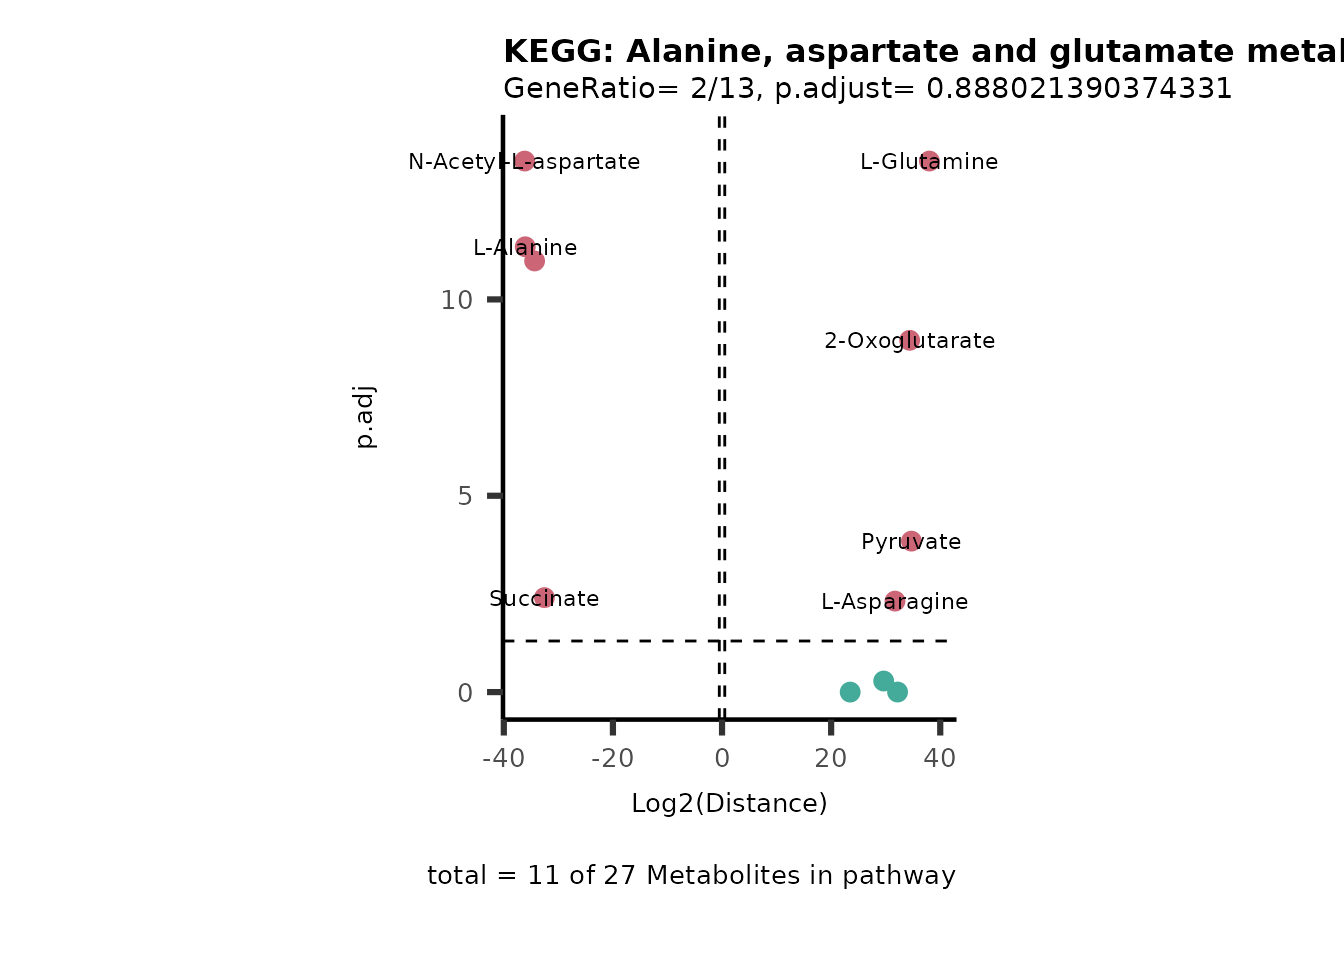 KEGG: Alanine, aspartate and glutamate metal
GeneRatio= 2/13, p.adjust= 0.888021390374331
N-Acetyl-L-aspartate
L-Glutamine
L-Alanine
10
2-Oxoglutarate
p.adj
5
Pyruvate
Succinate
L-Asparagine
0
-40 -20 0 20 40
Log2(Distance)
total = 11 of 27 Metabolites in pathway